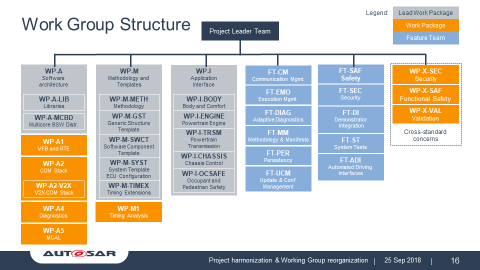 Work Group Structure
Legend:
Lead Work Package
Work Package
Feature Team
Project Leader Team
WP-A
Software
architecture
WP-A-LIB
Libraries
WP-A-MCBD
Multicore BSW Distr.
WP-A1
VFB and RTE
WP-A2
COM Stack
WP-A2-V2X
V2X COM Stack
WP-A4
Diagnostics
WP-A5
MCAL
WP-M
Methodology and
Templates
WP-M-METH
Methodology
WP-M-GST
Generic Structure
Template
WP-M-SWCT
Software Component
Template
WP-M-SYST
System Template
ECU Configuration
WP-M-TIMEX
Timing Extensions
WP-M1
Timing Analysis
WP-I
Application
Interface
WP-I-BODY
Body and Comfort
WP-I-ENGINE
Powertrain Engine
WP-I-TRSM
Powertrain
Transmission
WP-I-CHASSIS
Chassis Control
WP-I-OCSAFE
Occupant and
Pedestrian Safety
FT-CM
Communication Mgmt.
FT-EMO
Execution Mgmt.
FT-DIAG
Adaptive Diagnostics
FT-MM
Methodology & Manifests
FT-PER
Persistency
FT-UCM
Update & Conf
Management
FT-SAF
Safety
FT-SEC
Security
FT-DI
Demonstrator
Integration
FT-ST
System Tests
FT-ADI
Automated Driving
Interfaces
WP-X-SEC
Security
WP-X-SAF
Functional Safety
WP-X-VAL
Validation
Cross-standard
concerns
AUTOSAR
Project harmonization & Working Group reorganization | 25 Sep 2018 | 16